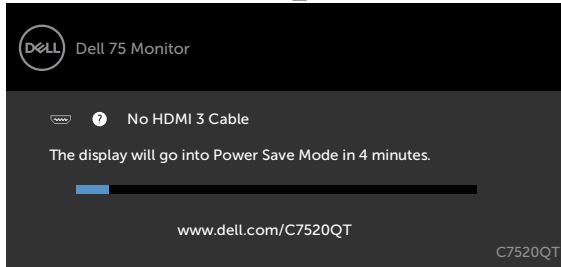 DELL Dell 75 Monitor
? No HDMI 3 Cable
The display will go into Power Save Mode in 4 minutes.
www.dell.com/C7520QT
C7520QT